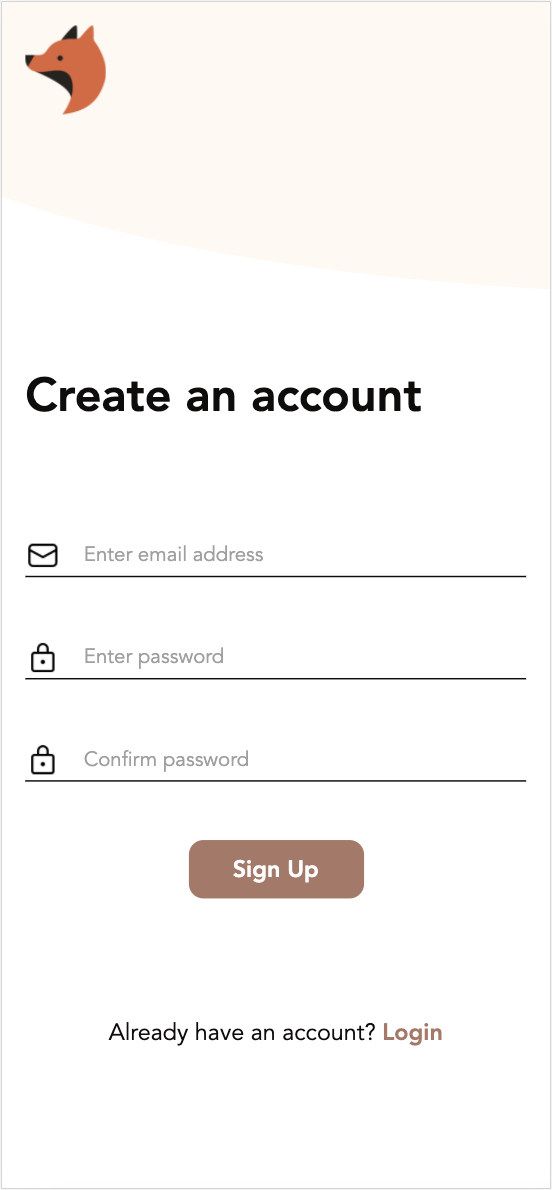 Create an account
Enter email address
Enter password
Confirm password
Sign Up
Already have an account? Login